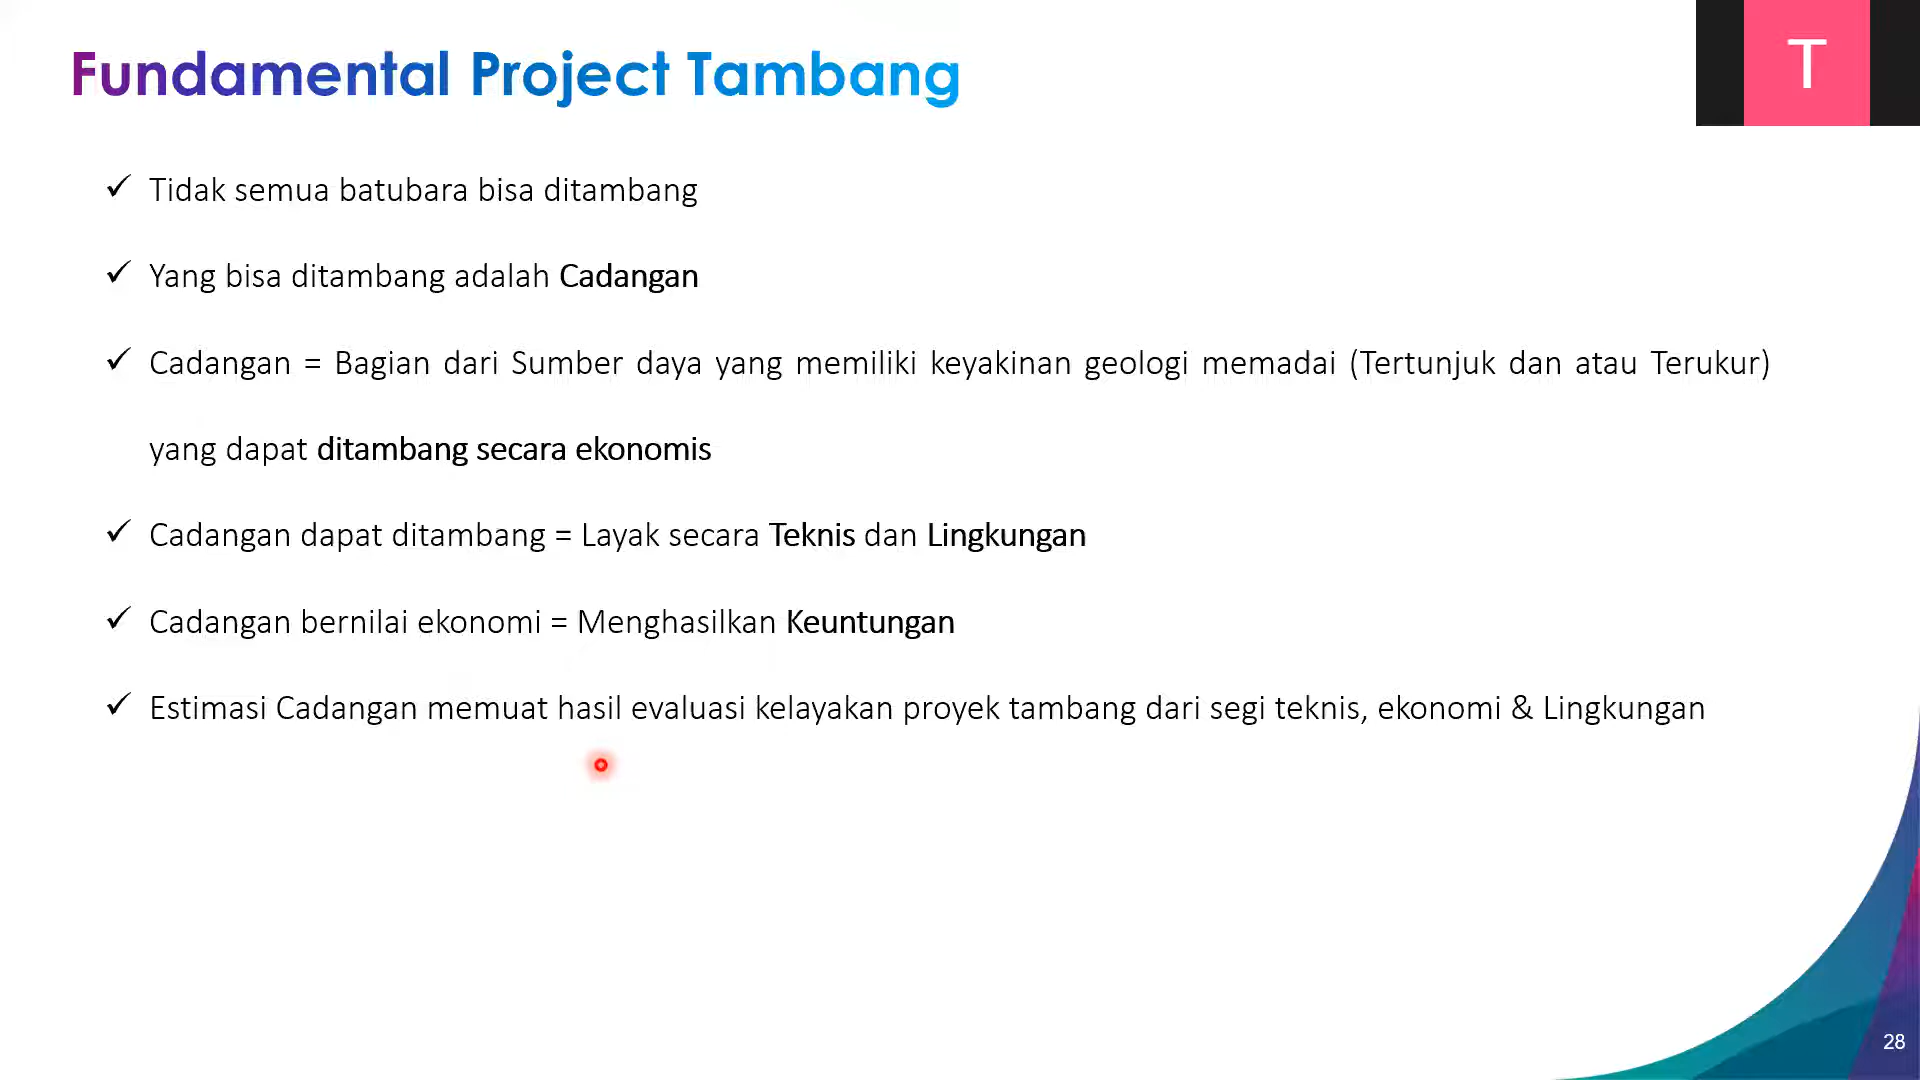 Fundamental Project Tambang
T
✓ Tidak semua batubara bisa ditambang
✓ Yang bisa ditambang adalah Cadangan
✓ Cadangan = Bagian dari Sumber daya yang memiliki keyakinan geologi memadai (Tertunjuk dan atau Terukur)
yang dapat ditambang secara ekonomis
✓ Cadangan dapat ditambang = Layak secara Teknis dan Lingkungan
✓ Cadangan bernilai ekonomi = Menghasilkan Keuntungan
✓ Estimasi Cadangan memuat hasil evaluasi kelayakan proyek tambang dari segi teknis, ekonomi & Lingkungan
28